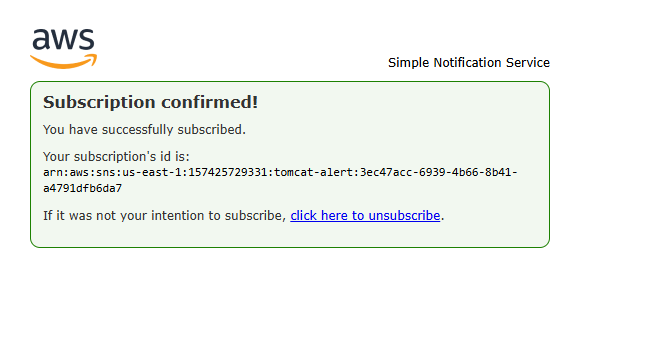 aws
Simple Notification Service
Subscription confirmed!
You have successfully subscribed.
Your subscription's id is:
arn:aws:sns:us-east-1:157425729331:tomcat-alert:3ec47acc-6939-4b66-8b41-
a4791dfb6da7
If it was not your intention to subscribe, click here to unsubscribe.